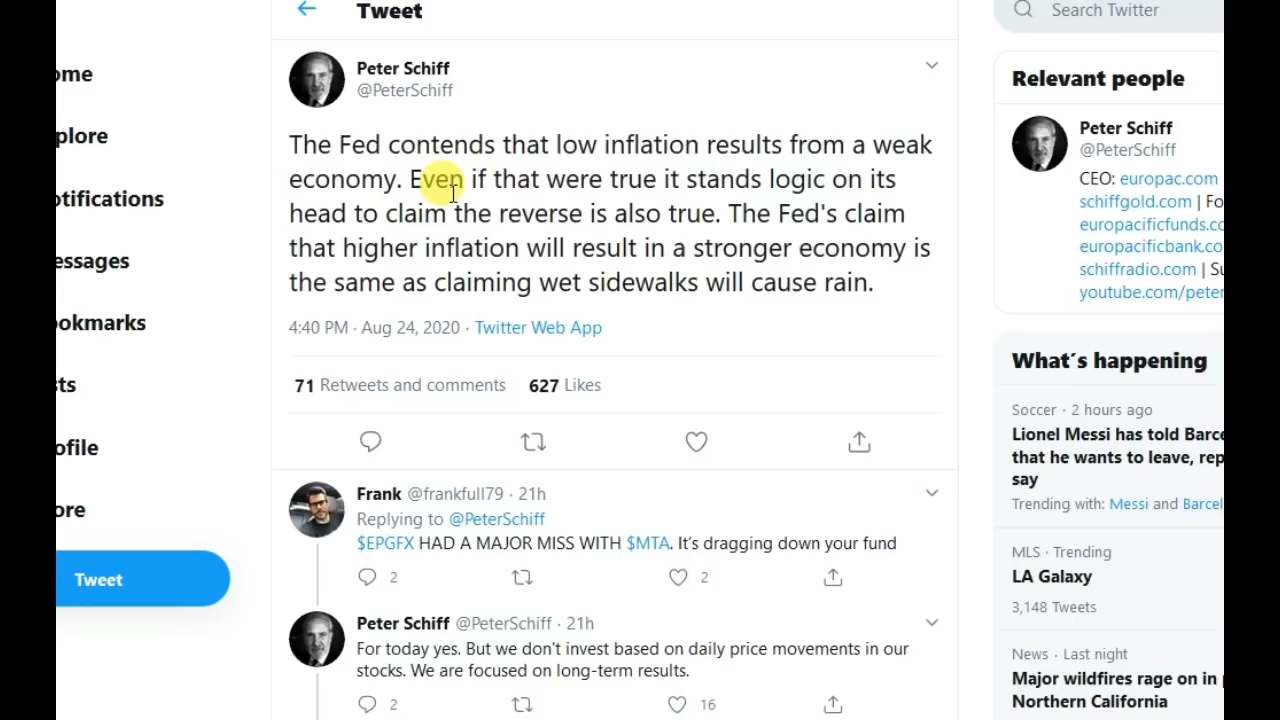 Tweet
Search Twitter
ome
plore
otifications
essages
ookmarks
sts
ofile
ore
Tweet
Peter Schiff
@PeterSchiff
The Fed contends that low inflation results from a weak
economy. Even if that were true it stands logic on its
head to claim the reverse is also true. The Fed's claim
that higher inflation will result in a stronger economy is
the same as claiming wet sidewalks will cause rain.
4:40 PM · Aug 24, 2020 · Twitter Web App
71 Retweets and comments 627 Likes
Frank @frankfull79 · 21h
Replying to @PeterSchiff
$EPGFX HAD A MAJOR MISS WITH $MTA. It's dragging down your fund
2 2
Peter Schiff @PeterSchiff · 21h
For today yes. But we don't invest based on daily price movements in our
stocks. We are focused on long-term results.
2 16
Relevant people
Peter Schiff
@PeterSchiff
CEO: europac.com
schiffgold.com | Fo
europacificfunds.co
europacificbank.co
schiffradio.com | Su
youtube.com/peter
What´s happening
Soccer · 2 hours ago
Lionel Messi has told Barce
that he wants to leave, rep
say
Trending with: Messi and Barcel
MLS · Trending
LA Galaxy
3,148 Tweets
News · Last night
Major wildfires rage on in p
Northern California